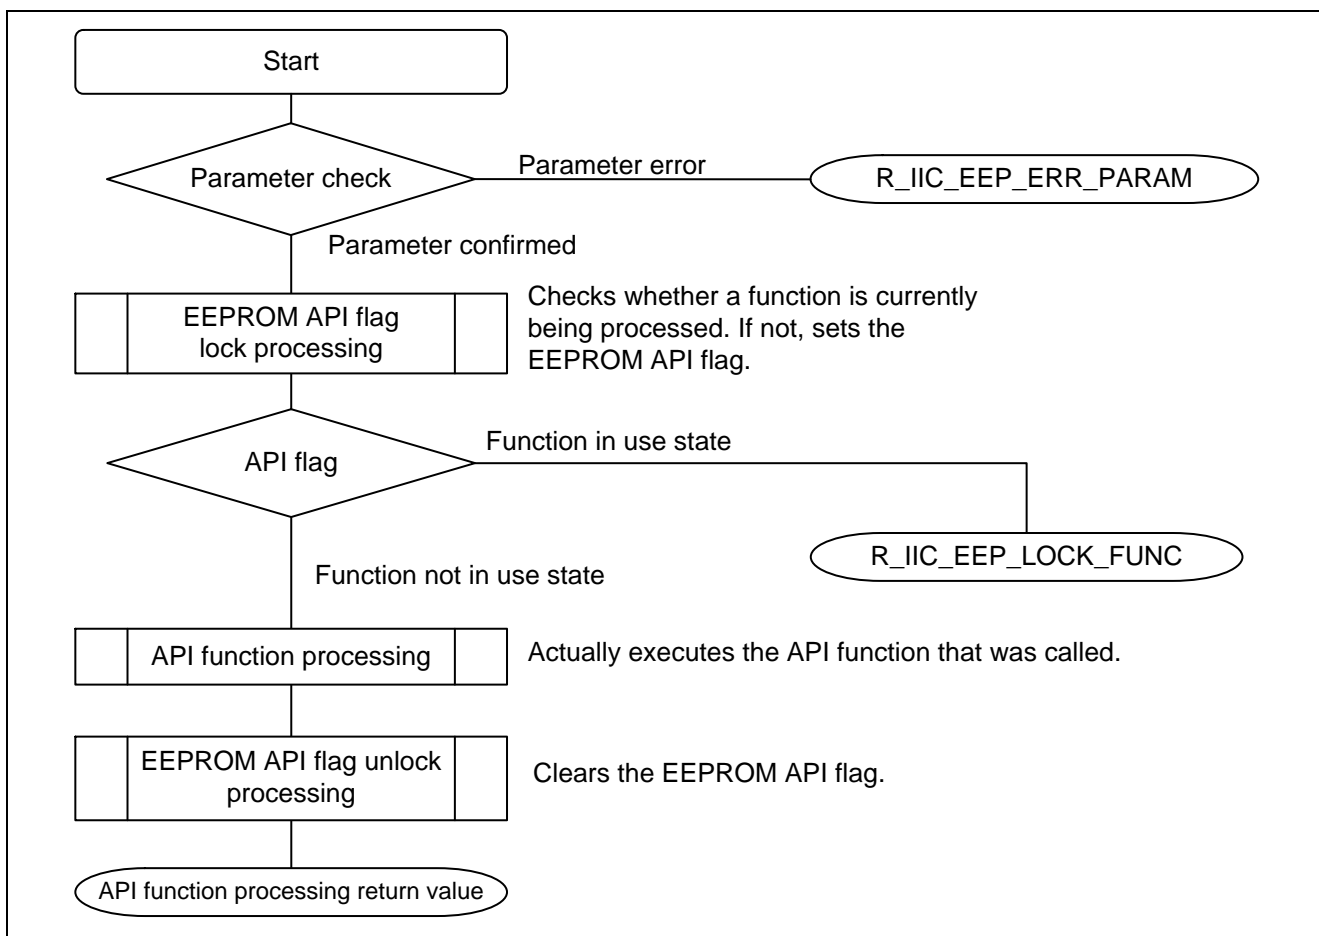 Start
Parameter check
Parameter error
R_IIC_EEP_ERR_PARAM
Parameter confirmed
EEPROM API flag
lock processing
Checks whether a function is currently
being processed. If not, sets the
EEPROM API flag.
API flag
Function in use state
R_IIC_EEP_LOCK_FUNC
Function not in use state
API function processing
Actually executes the API function that was called.
EEPROM API flag unlock
processing
Clears the EEPROM API flag.
API function processing return value